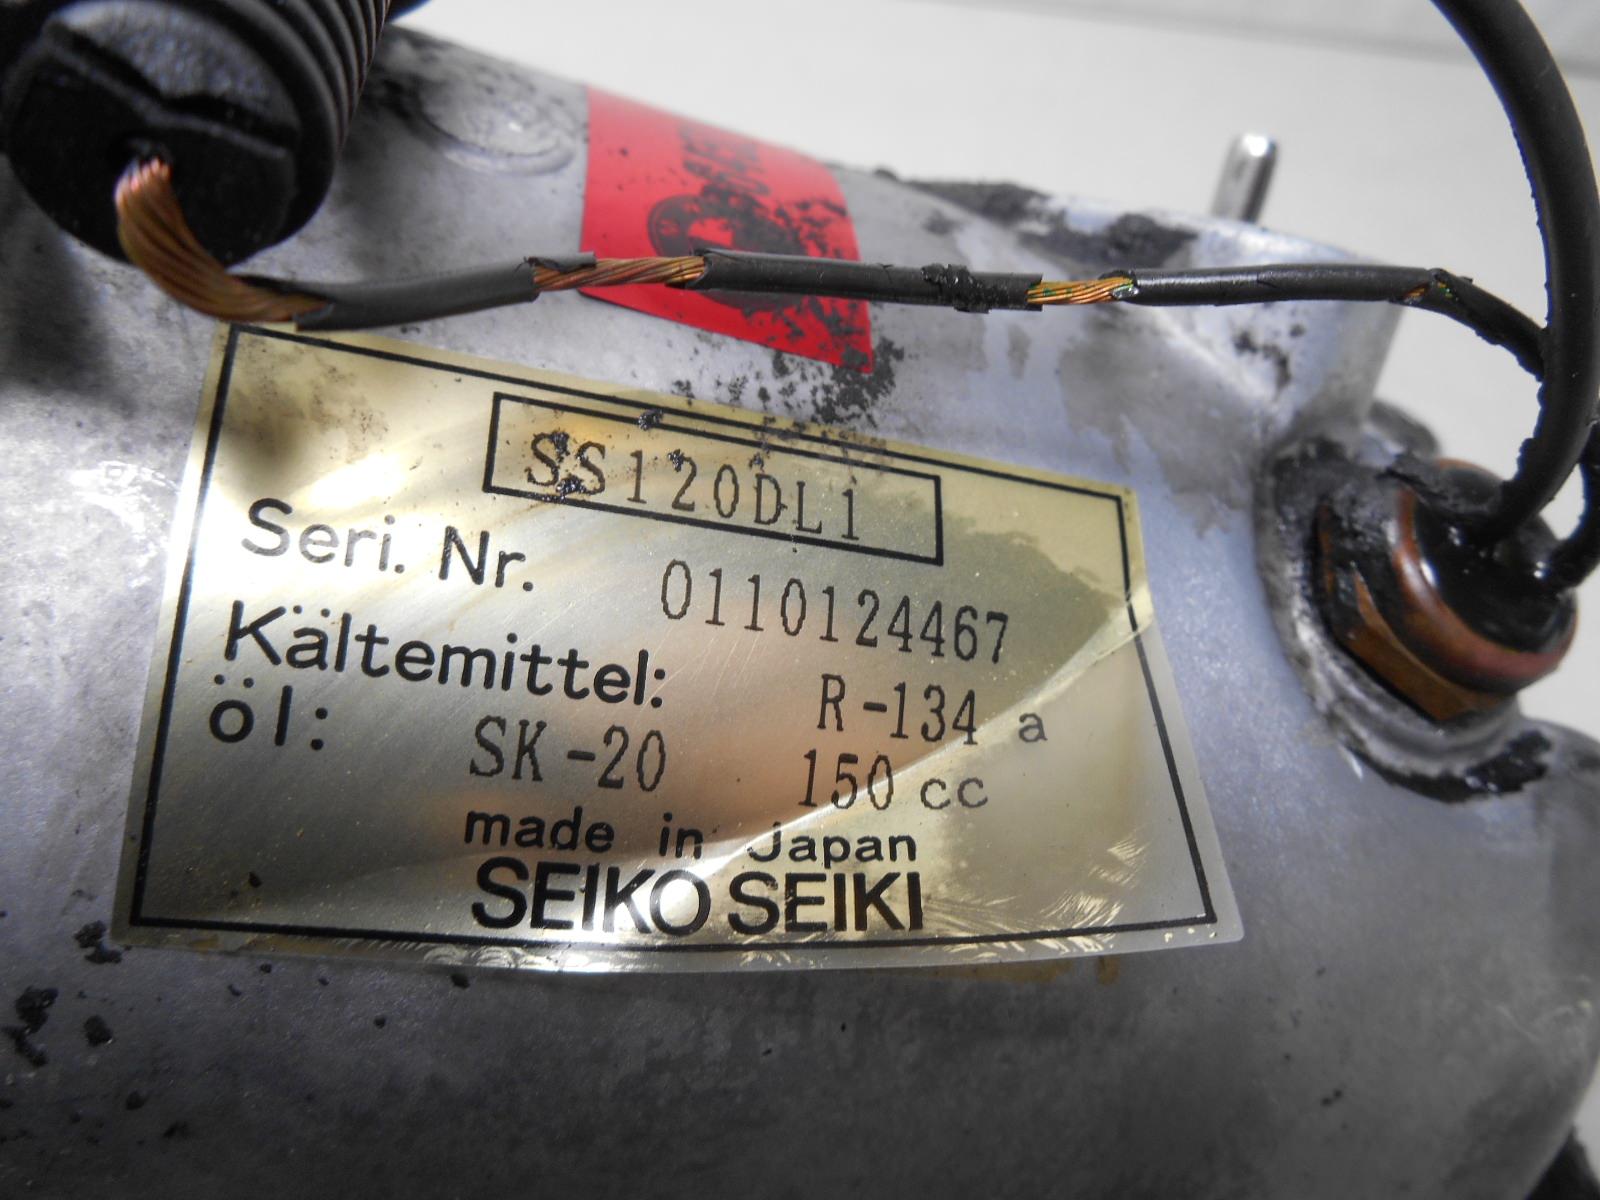 SS120DL1
Seri. Nr. 0110124467
Kältemittel: R-134 a
öl: SK-20 150 cc
made in Japan
SEIKO SEIKI